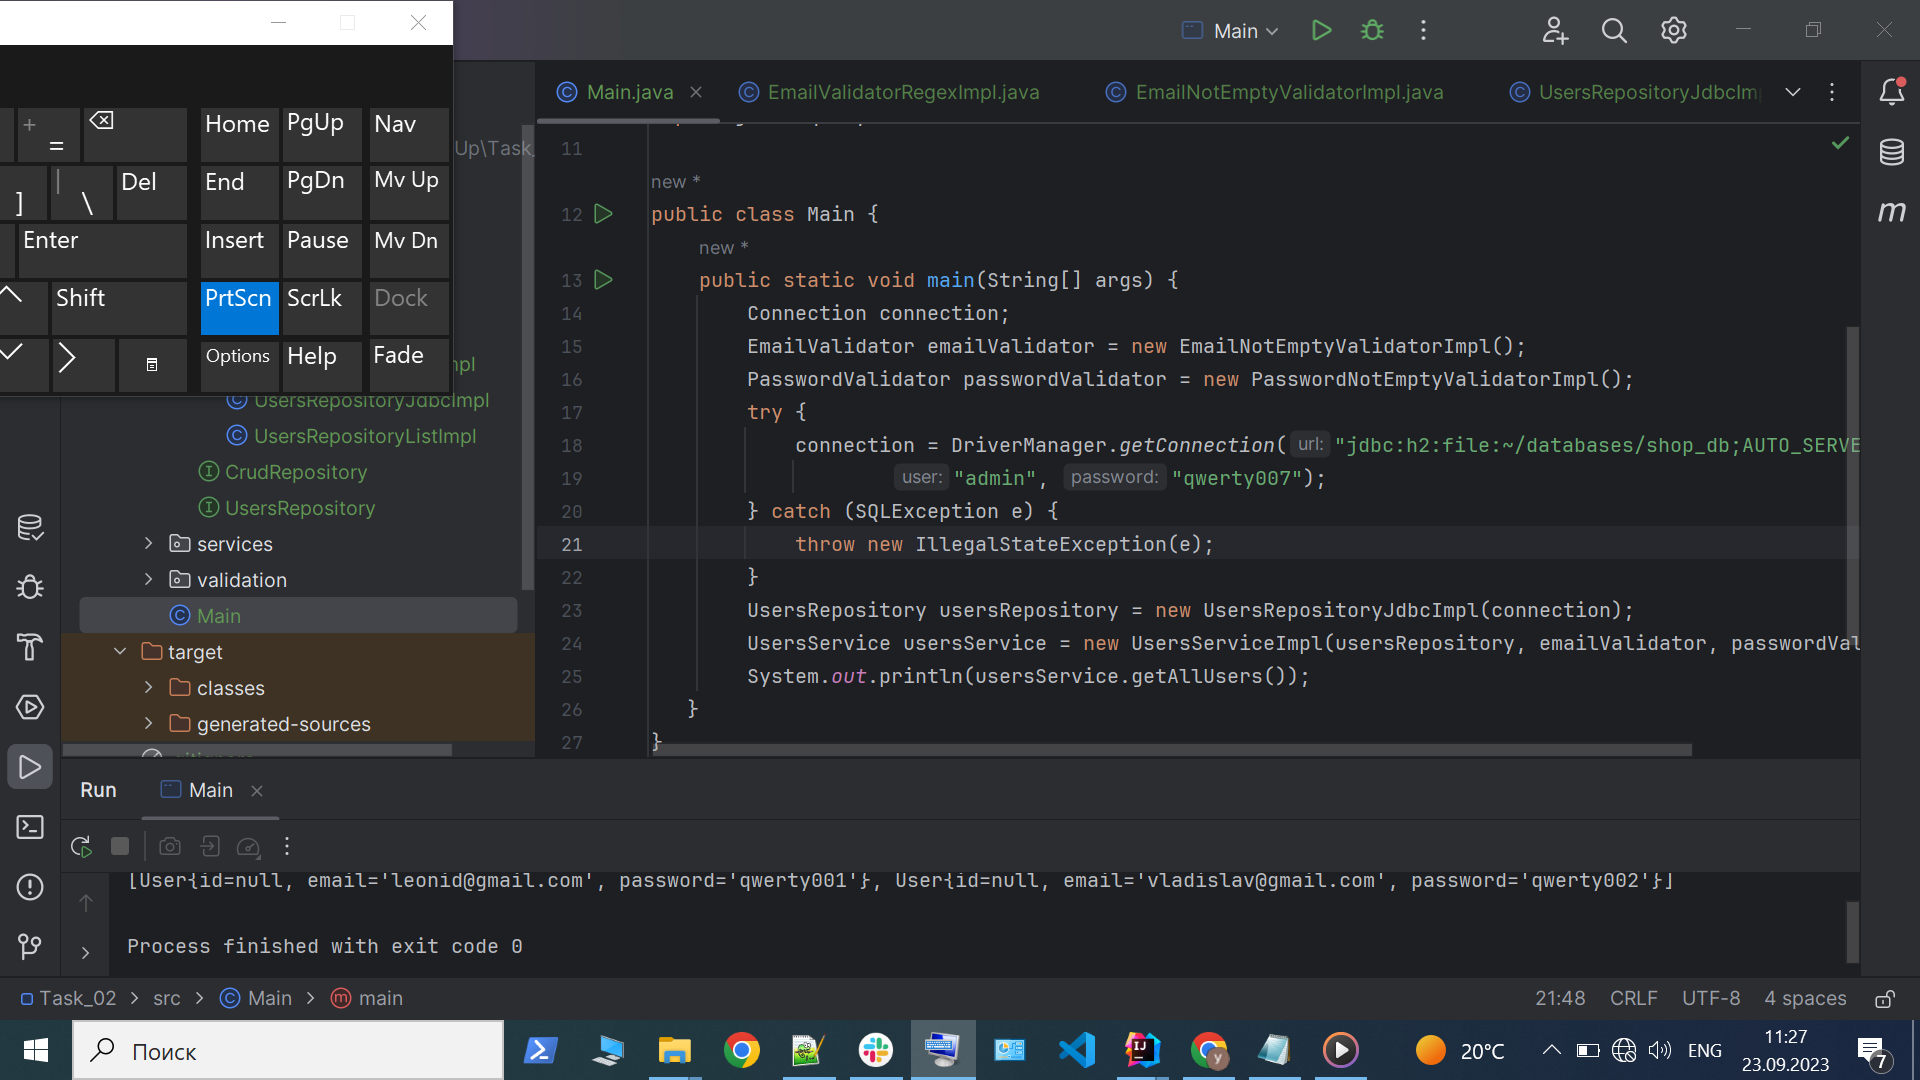 Main
Main.java
EmailValidatorRegexImpl.java
EmailNotEmptyValidatorImpl.java
+
=
Home
PgUp
Nav
Up\Task_
]
\
Del
End
PgDn
Mv Up
Enter
Insert
Pause
Mv Dn
Shift
PrtScn
ScrLk
Dock
Options
Help
Fade
UsersRepositoryJdbcImpl
UsersRepositoryListImpl
CrudRepository
UsersRepository
services
validation
Main
target
classes
generated-sources
11
new *
12 public class Main {
new *
13 public static void main(String[] args) {
14 Connection connection;
15 EmailValidator emailValidator = new EmailNotEmptyValidatorImpl();
16 PasswordValidator passwordValidator = new PasswordNotEmptyValidatorImpl();
17 try {
18 connection = DriverManager.getConnection( url: "jdbc:h2:file:~/databases/shop_db;AUTO_SERVE
19 user: "admin", password: "qwerty007");
20 } catch (SQLException e) {
21 throw new IllegalStateException(e);
22 }
23 UsersRepository usersRepository = new UsersRepositoryJdbcImpl(connection);
24 UsersService usersService = new UsersServiceImpl(usersRepository, emailValidator, passwordVal
25 System.out.println(usersService.getAllUsers());
26 }
27 }
m
Run
Main
[User{id=null, email='leonid@gmail.com', password='qwerty001'}, User{id=null, email='vladislav@gmail.com', password='qwerty002'}]
Process finished with exit code 0
Task_02 > src > Main > main
21:48 CRLF UTF-8 4 spaces
Поиск
20°C
ENG
11:27
23.09.2023
7